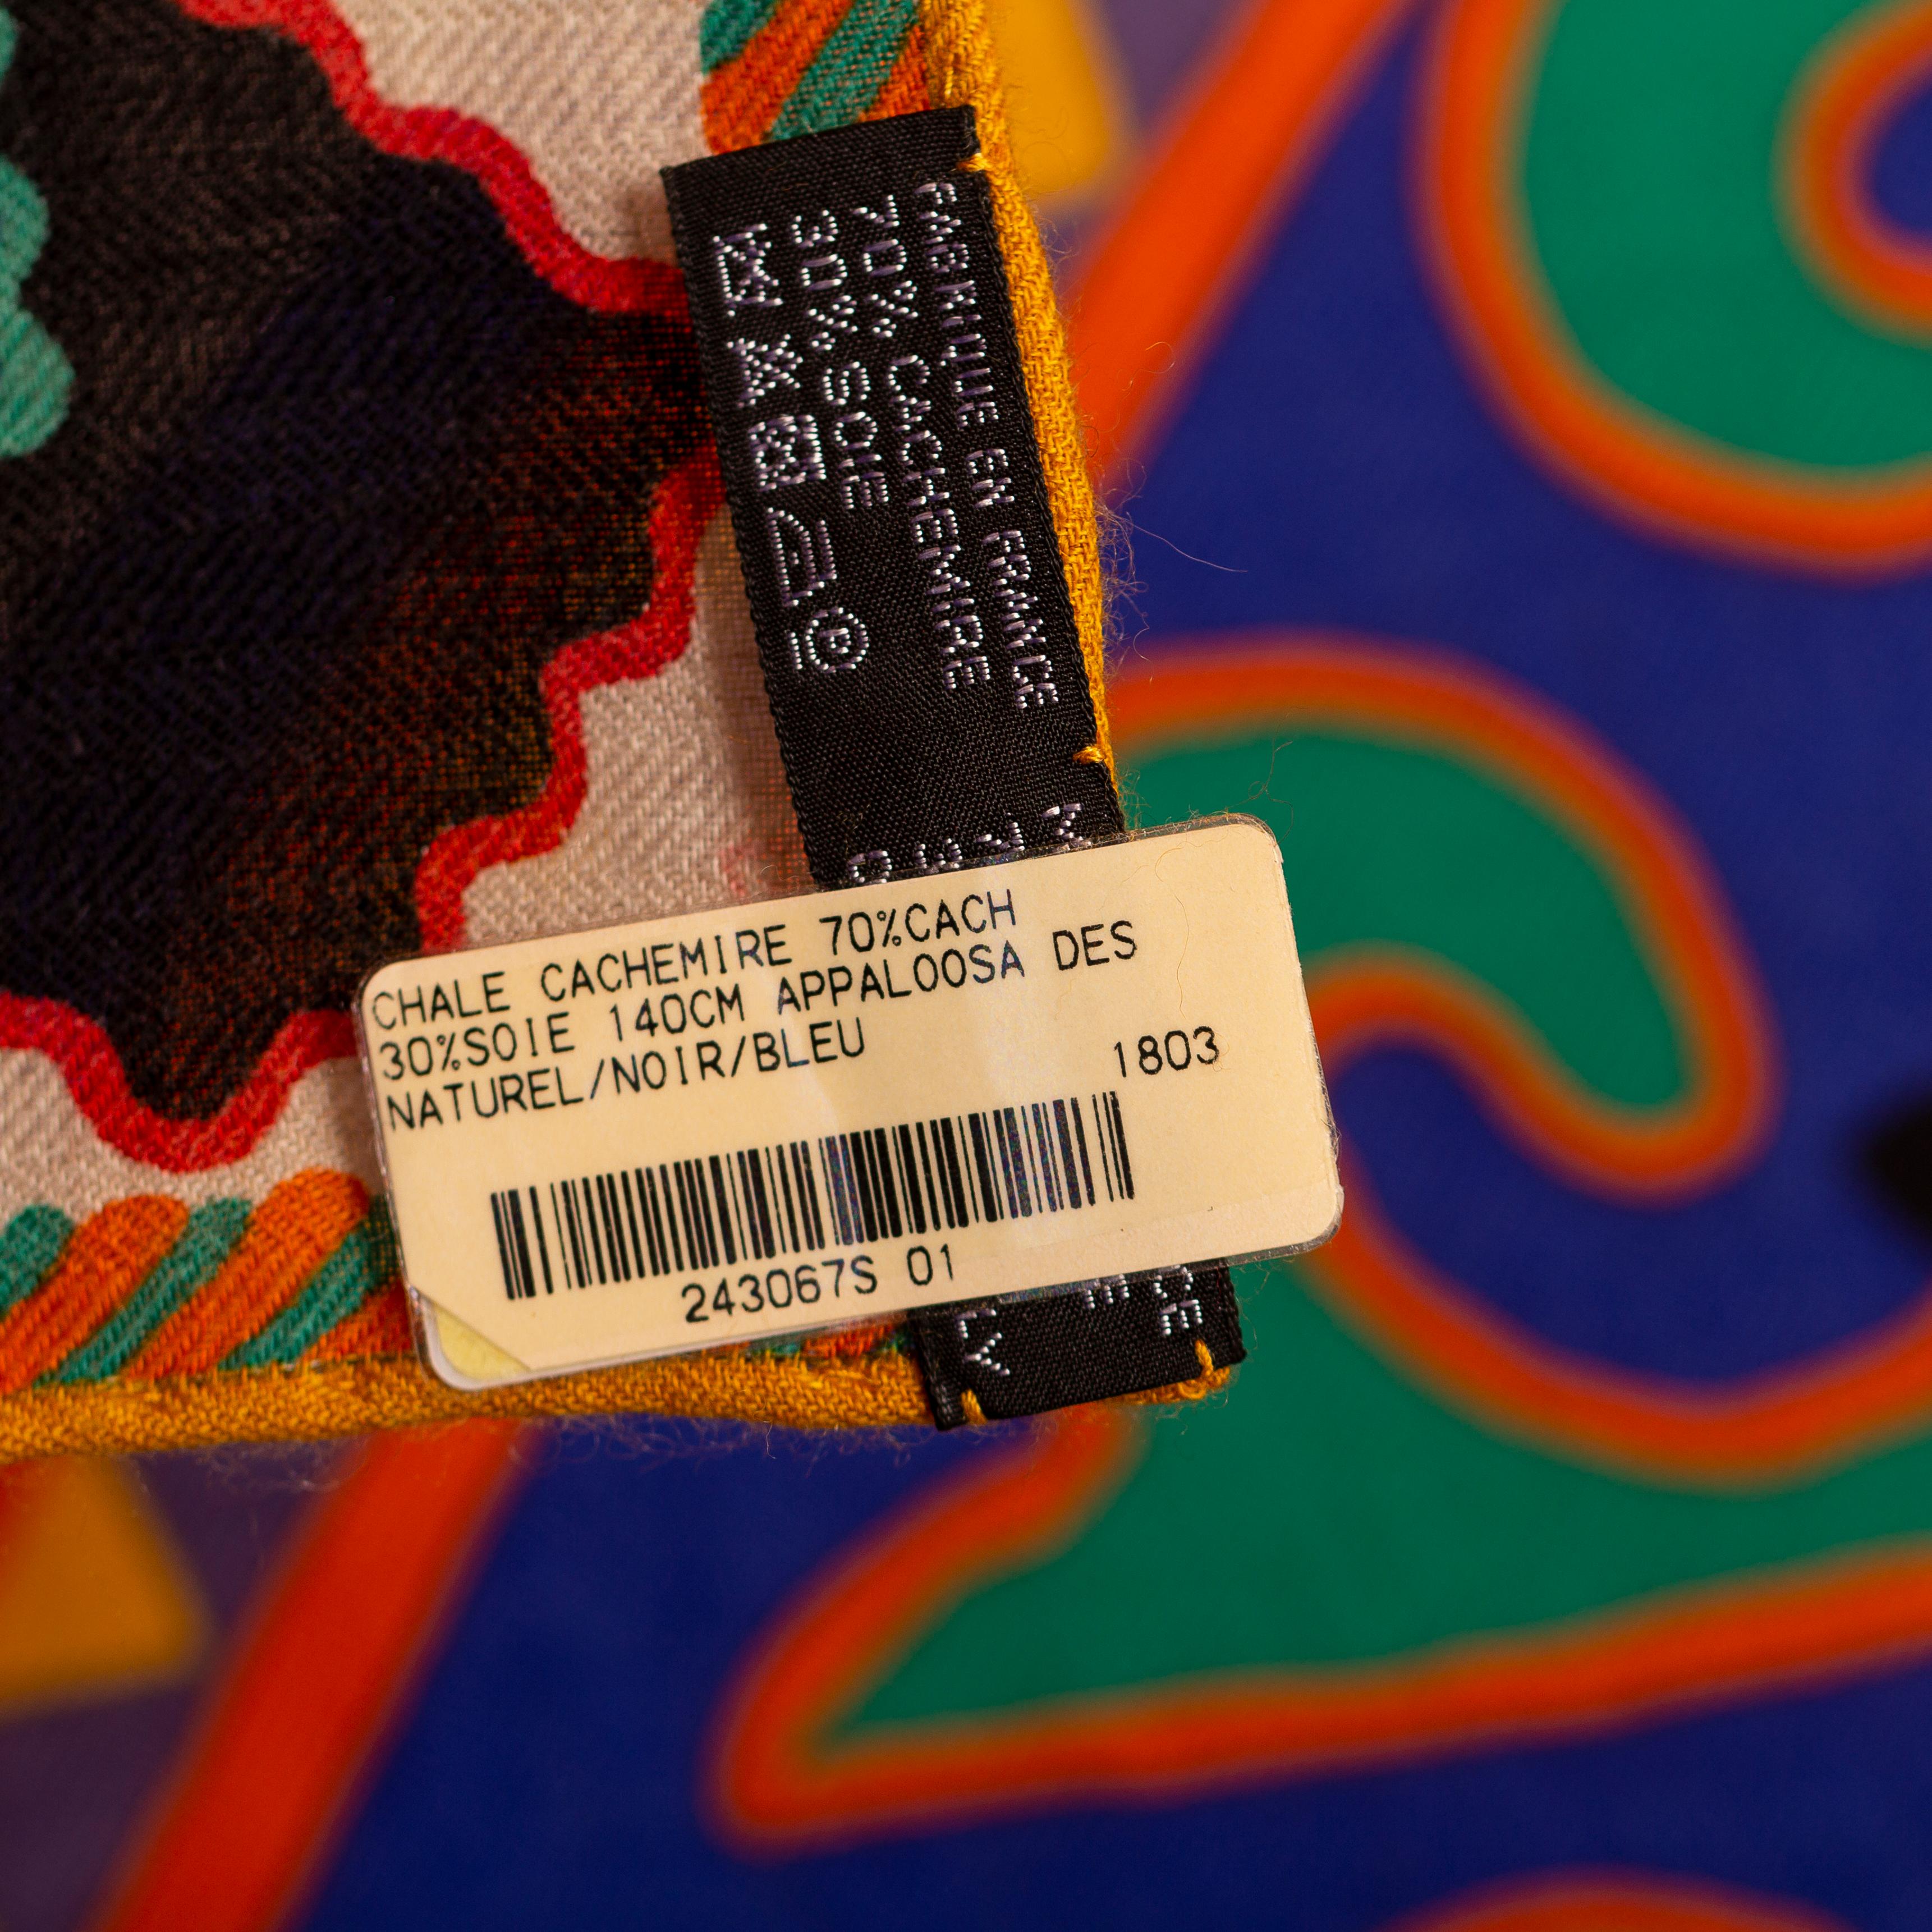 FABRIQUE EN FRANCE
70% CACHEMIRE
30% SOIE
P
CHALE CACHEMIRE 70%CACH
30%SOIE 140CM APPALOOSA DES
NATUREL/NOIR/BLEU
1803
243067S 01